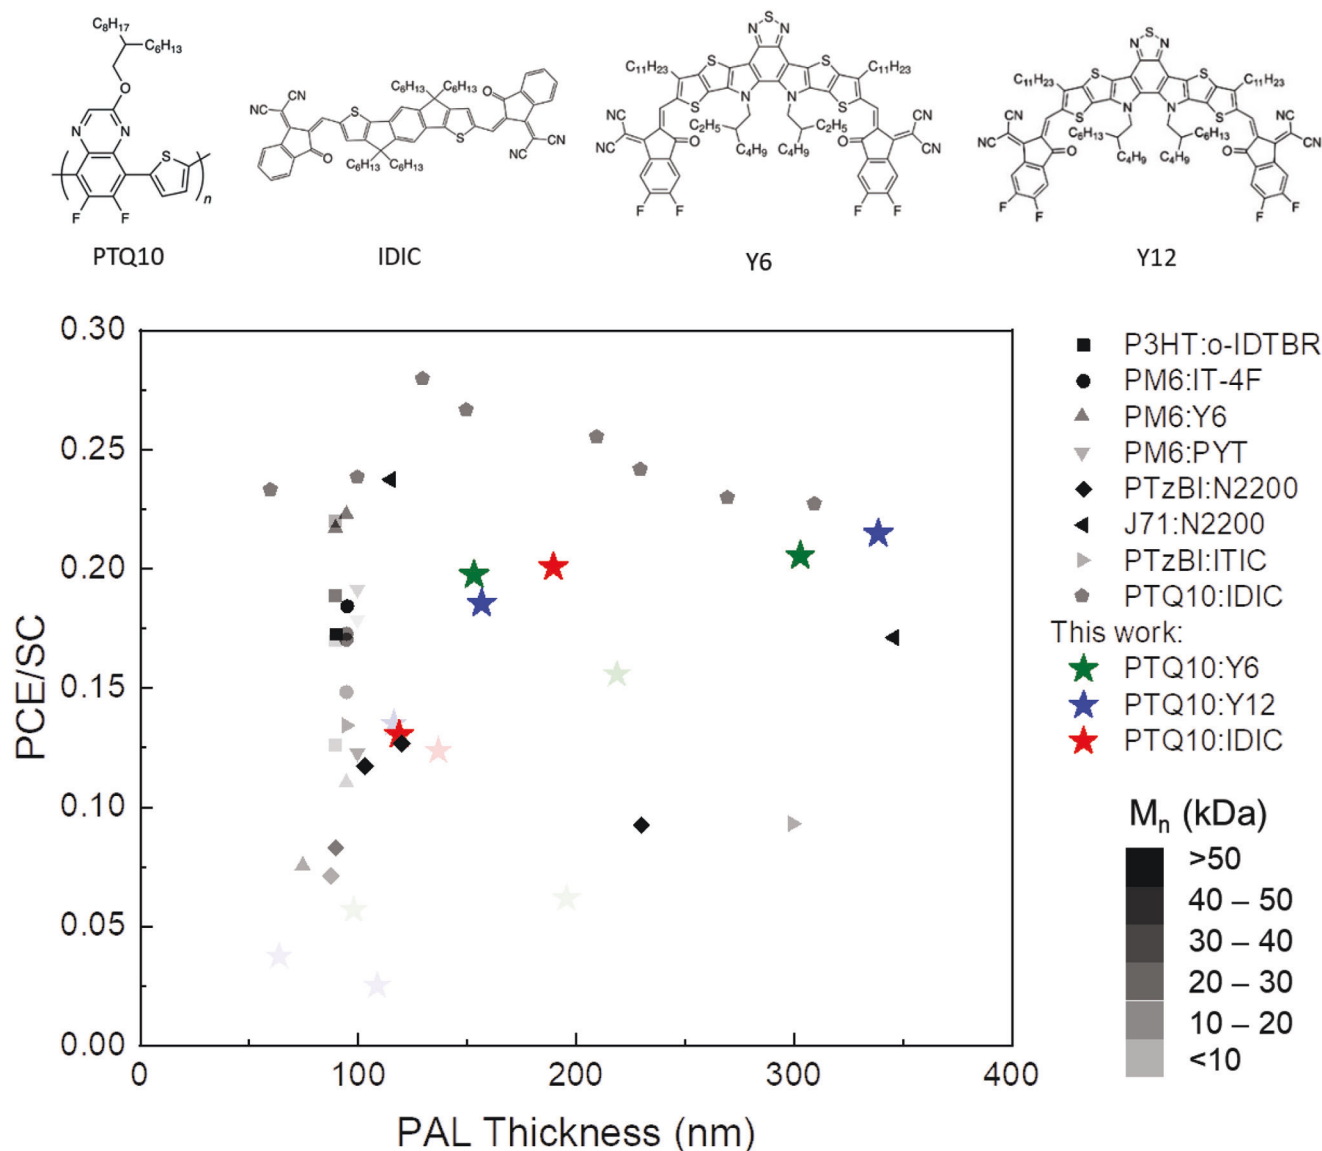 C8H17
C6H13
O
N
N
F
F
n
PTQ10
NC
CN
O
S
C6H13
C6H13
C6H13
C6H13
S
O
CN
NC
IDIC
N
S
N
C11H23
C11H23
S
S
S
S
N
N
C2H5
C2H5
C4H9
C4H9
NC
CN
O
O
NC
CN
F
F
F
F
Y6
N
S
N
C11H23
C11H23
S
S
S
S
N
N
C6H13
C6H13
C4H9
C4H9
CN
NC
O
O
NC
CN
F
F
F
F
Y12
0.30
0.25
0.20
0.15
0.10
0.05
0.00
PCE/SC
0
100
200
300
400
PAL Thickness (nm)
P3HT:o-IDTBR
PM6:IT-4F
PM6:Y6
PM6:PYT
PTzBI:N2200
J71:N2200
PTzBI:ITIC
PTQ10:IDIC
This work:
PTQ10:Y6
PTQ10:Y12
PTQ10:IDIC
Mn (kDa)
>50
40 – 50
30 – 40
20 – 30
10 – 20
<10